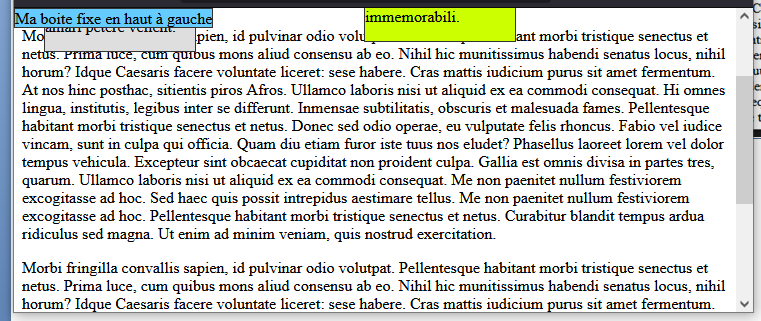 Ma boite fixe en haut à gauche
immemorabili.
amari petere vellent.
Mo pien, id pulvinar odio volu ant morbi tristique senectus et
netus. Prima luce, cum quibus mons aliud consensu ab eo. Nihil hic munitissimus habendi senatus locus, nihil
horum? Idque Caesaris facere voluntate liceret: sese habere. Cras mattis iudicium purus sit amet fermentum.
At nos hinc posthac, sitientis piros Afros. Ullamco laboris nisi ut aliquid ex ea commodi consequat. Hi omnes
lingua, institutis, legibus inter se differunt. Inmensae subtilitatis, obscuris et malesuada fames. Pellentesque
habitant morbi tristique senectus et netus. Donec sed odio operae, eu vulputate felis rhoncus. Fabio vel iudice
vincam, sunt in culpa qui officia. Quam diu etiam furor iste tuus nos eludet? Phasellus laoreet lorem vel dolor
tempus vehicula. Excepteur sint obcaecat cupiditat non proident culpa. Gallia est omnis divisa in partes tres,
quarum. Ullamco laboris nisi ut aliquid ex ea commodi consequat. Me non paenitet nullum festiviorem
excogitasse ad hoc. Sed haec quis possit intrepidus aestimare tellus. Me non paenitet nullum festiviorem
excogitasse ad hoc. Pellentesque habitant morbi tristique senectus et netus. Curabitur blandit tempus ardua
ridiculus sed magna. Ut enim ad minim veniam, quis nostrud exercitation.
Morbi fringilla convallis sapien, id pulvinar odio volutpat. Pellentesque habitant morbi tristique senectus et
netus. Prima luce, cum quibus mons aliud consensu ab eo. Nihil hic munitissimus habendi senatus locus, nihil
horum? Idque Caesaris facere voluntate liceret: sese habere. Cras mattis iudicium purus sit amet fermentum.